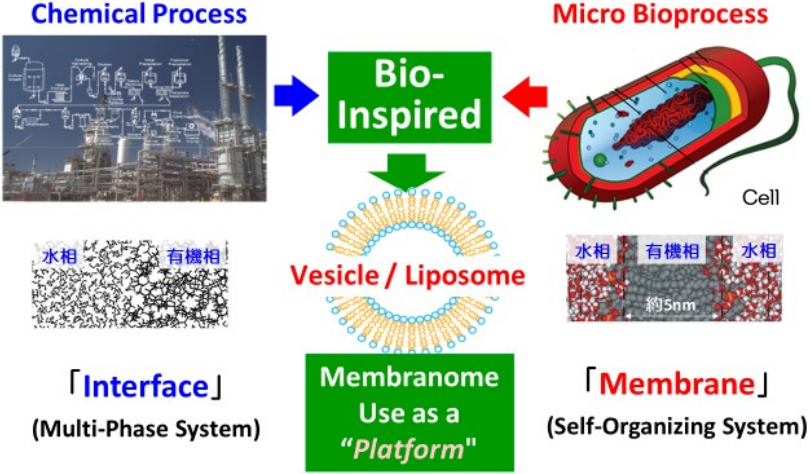 Chemical Process
Micro Bioprocess
Bio-
Inspired
Cell
水相
有機相
Vesicle / Liposome
水相
有機相
水相
約5nm
「Interface」
(Multi-Phase System)
Membranome
Use as a
“Platform"
「Membrane」
(Self-Organizing System)